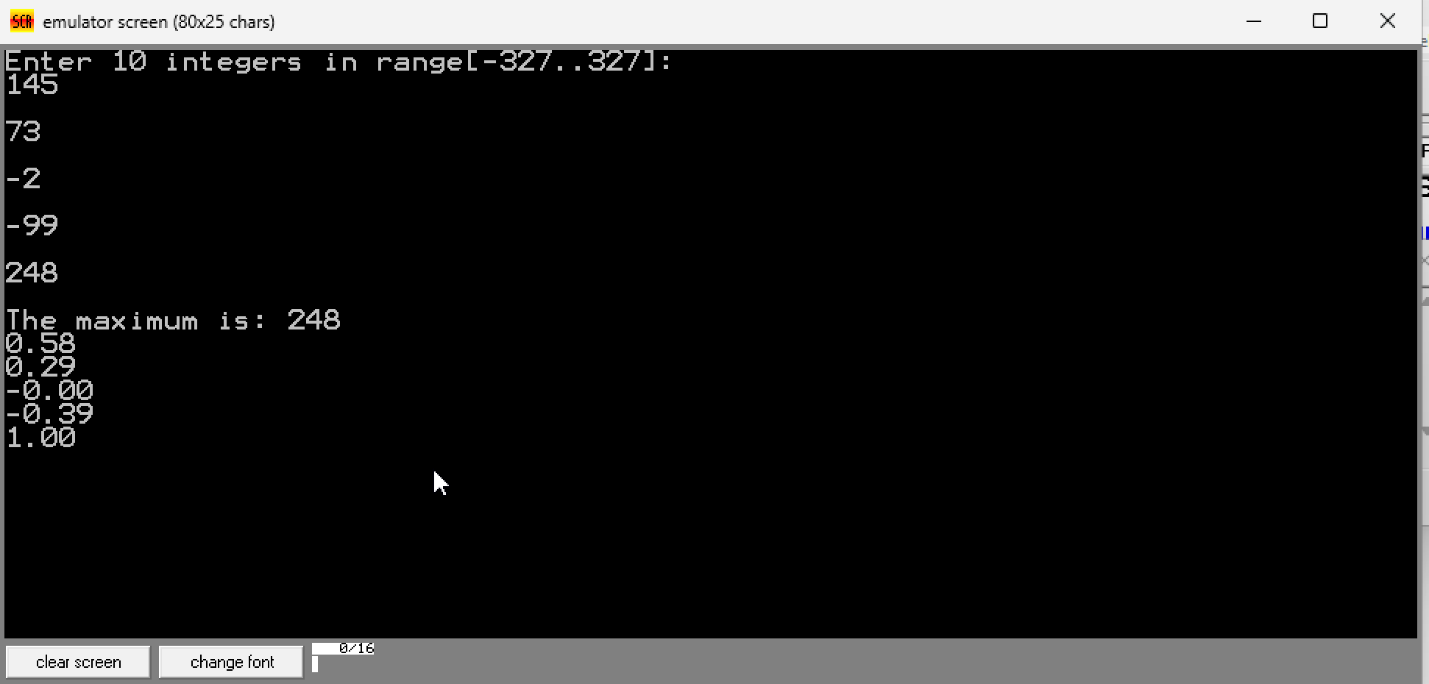 SCR emulator screen (80x25 chars)
Enter 10 integers in range[-327..327]:
145
73
-2
-99
248
The maximum is: 248
0.58
0.29
-0.00
-0.39
1.00
clear screen
change font
0/16